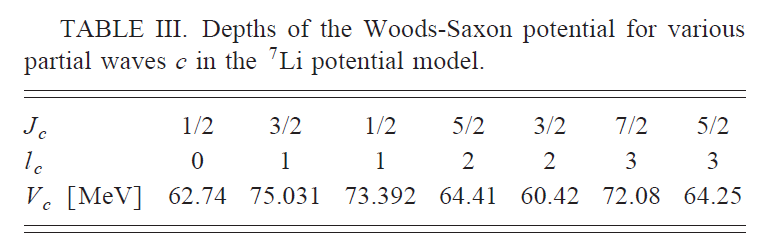 TABLE III. Depths of the Woods-Saxon potential for various
partial waves c in the ⁷Li potential model.
J_c 1/2 3/2 1/2 5/2 3/2 7/2 5/2
l_c 0 1 1 2 2 3 3
V_c [MeV] 62.74 75.031 73.392 64.41 60.42 72.08 64.25